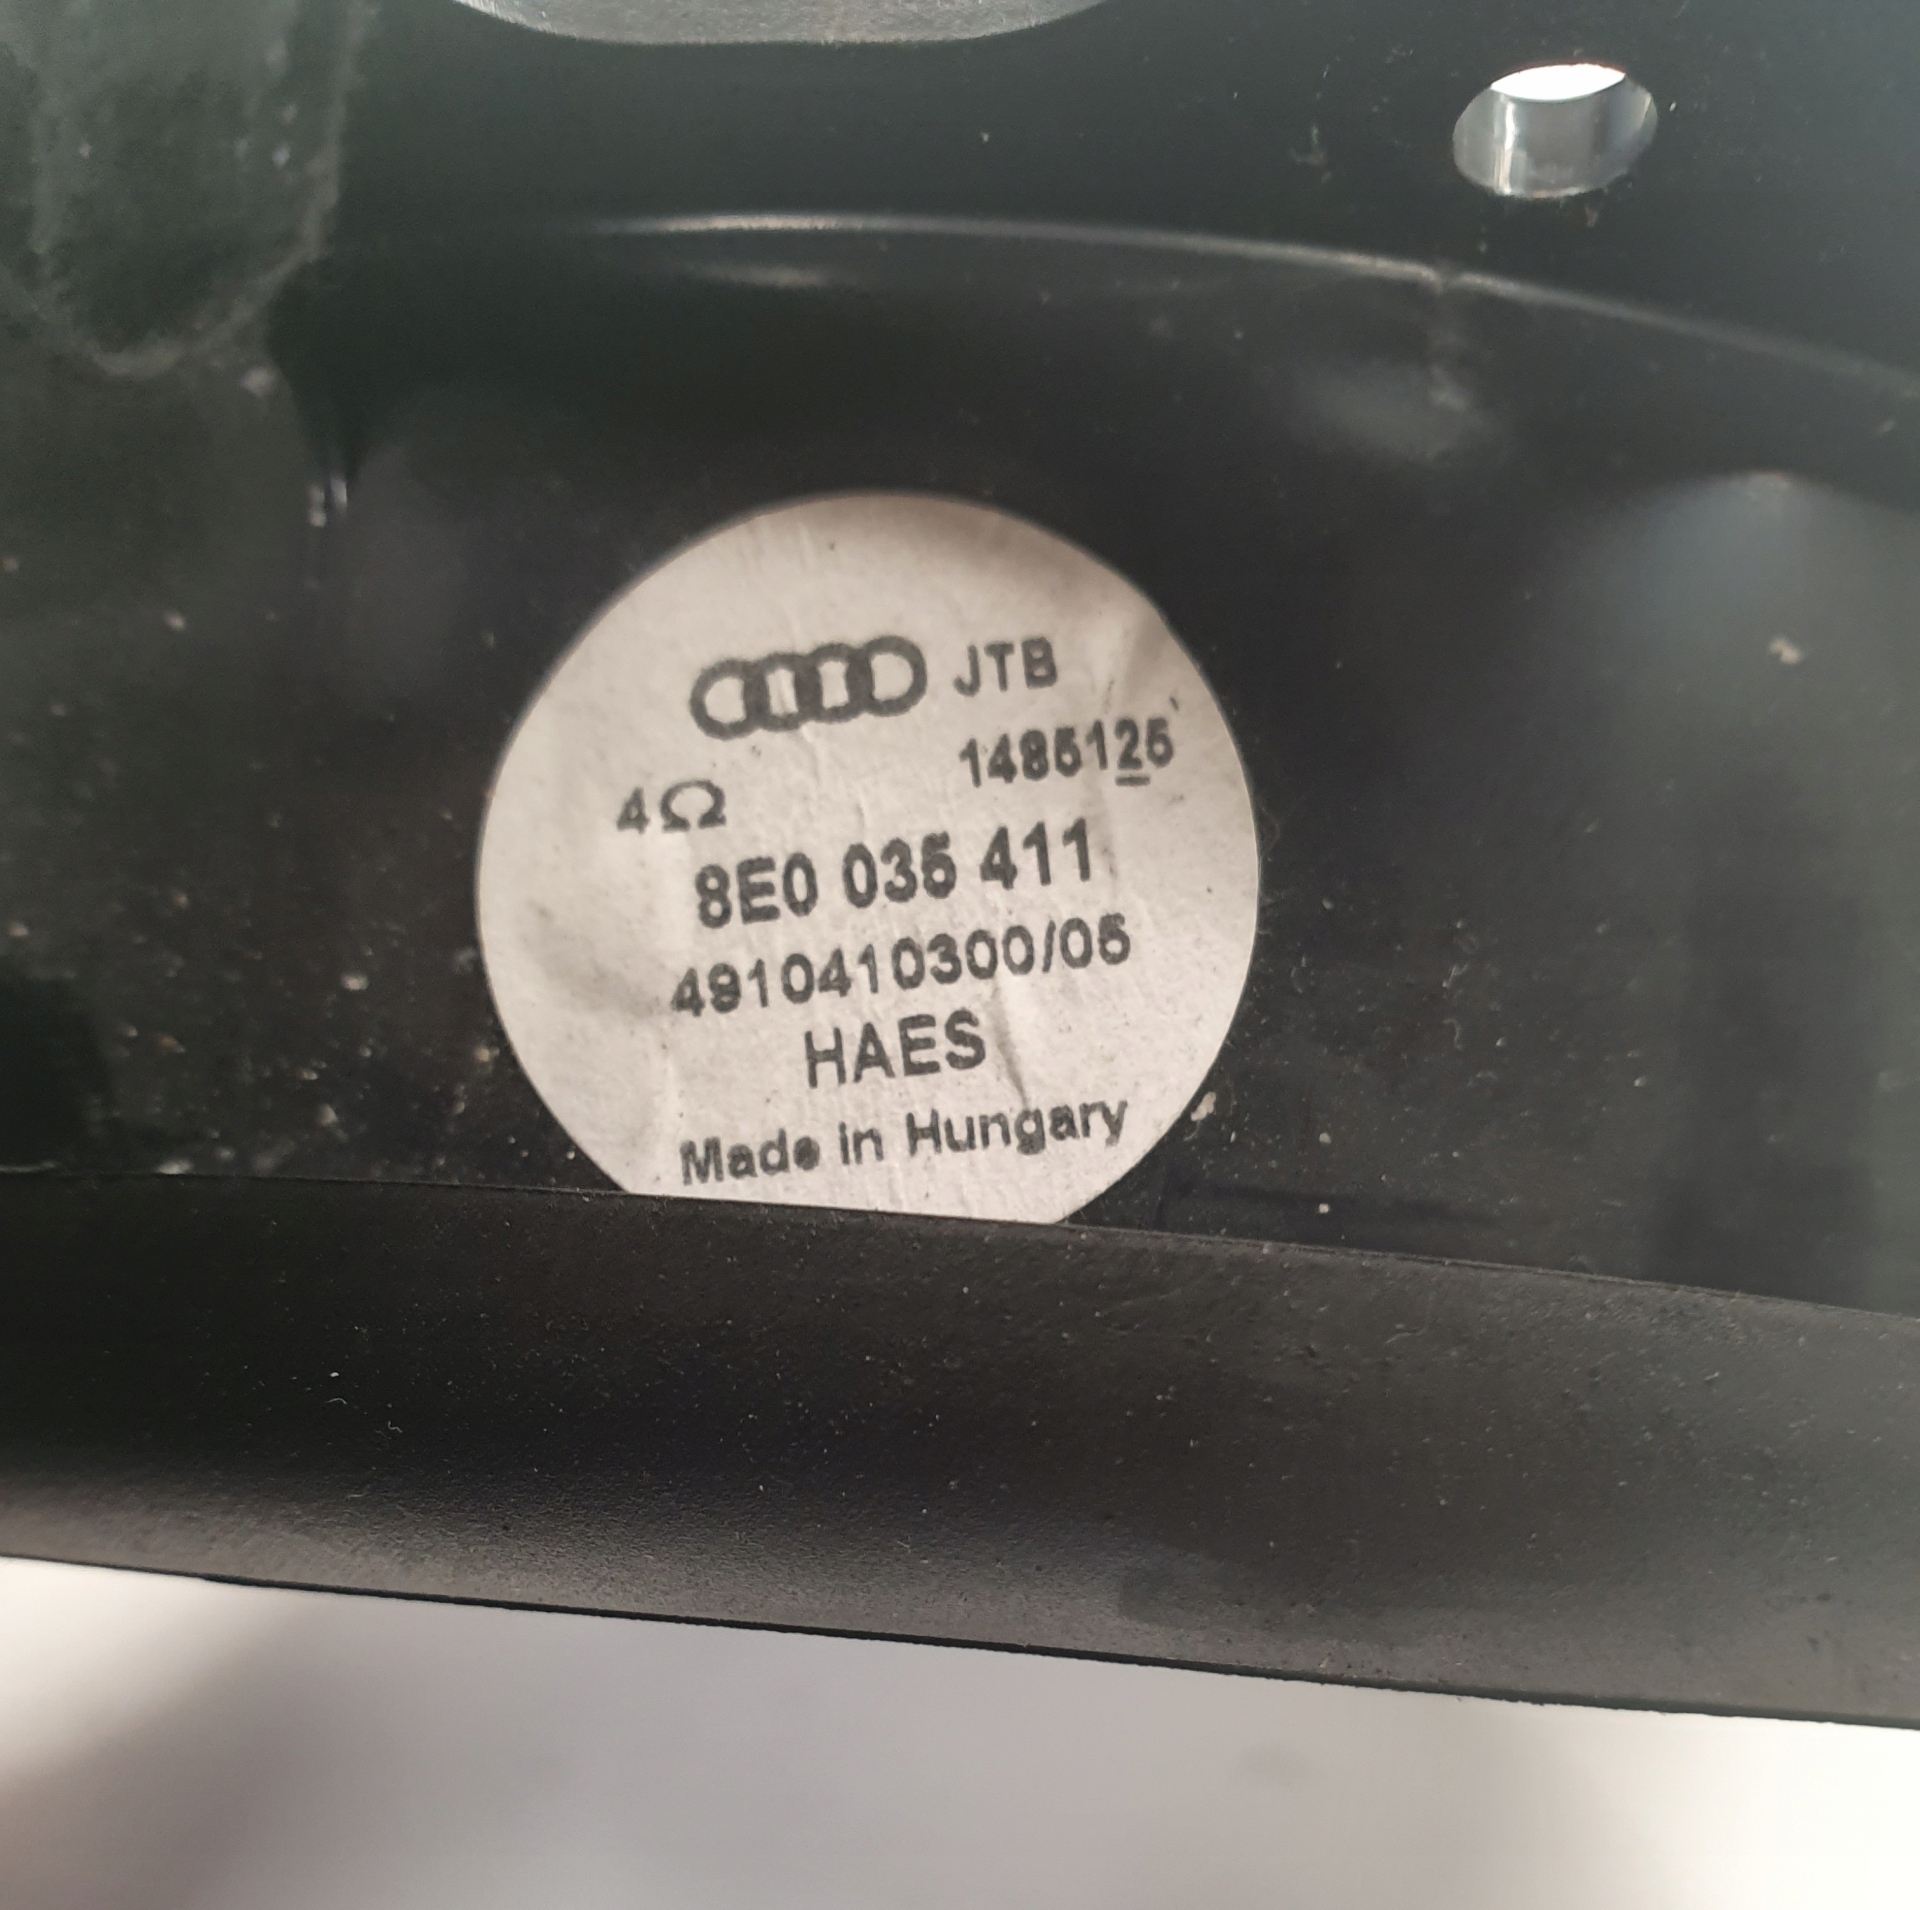 JTB
1485125
4Ω
8E0 035 411
4910410300/05
HAES
Made in Hungary